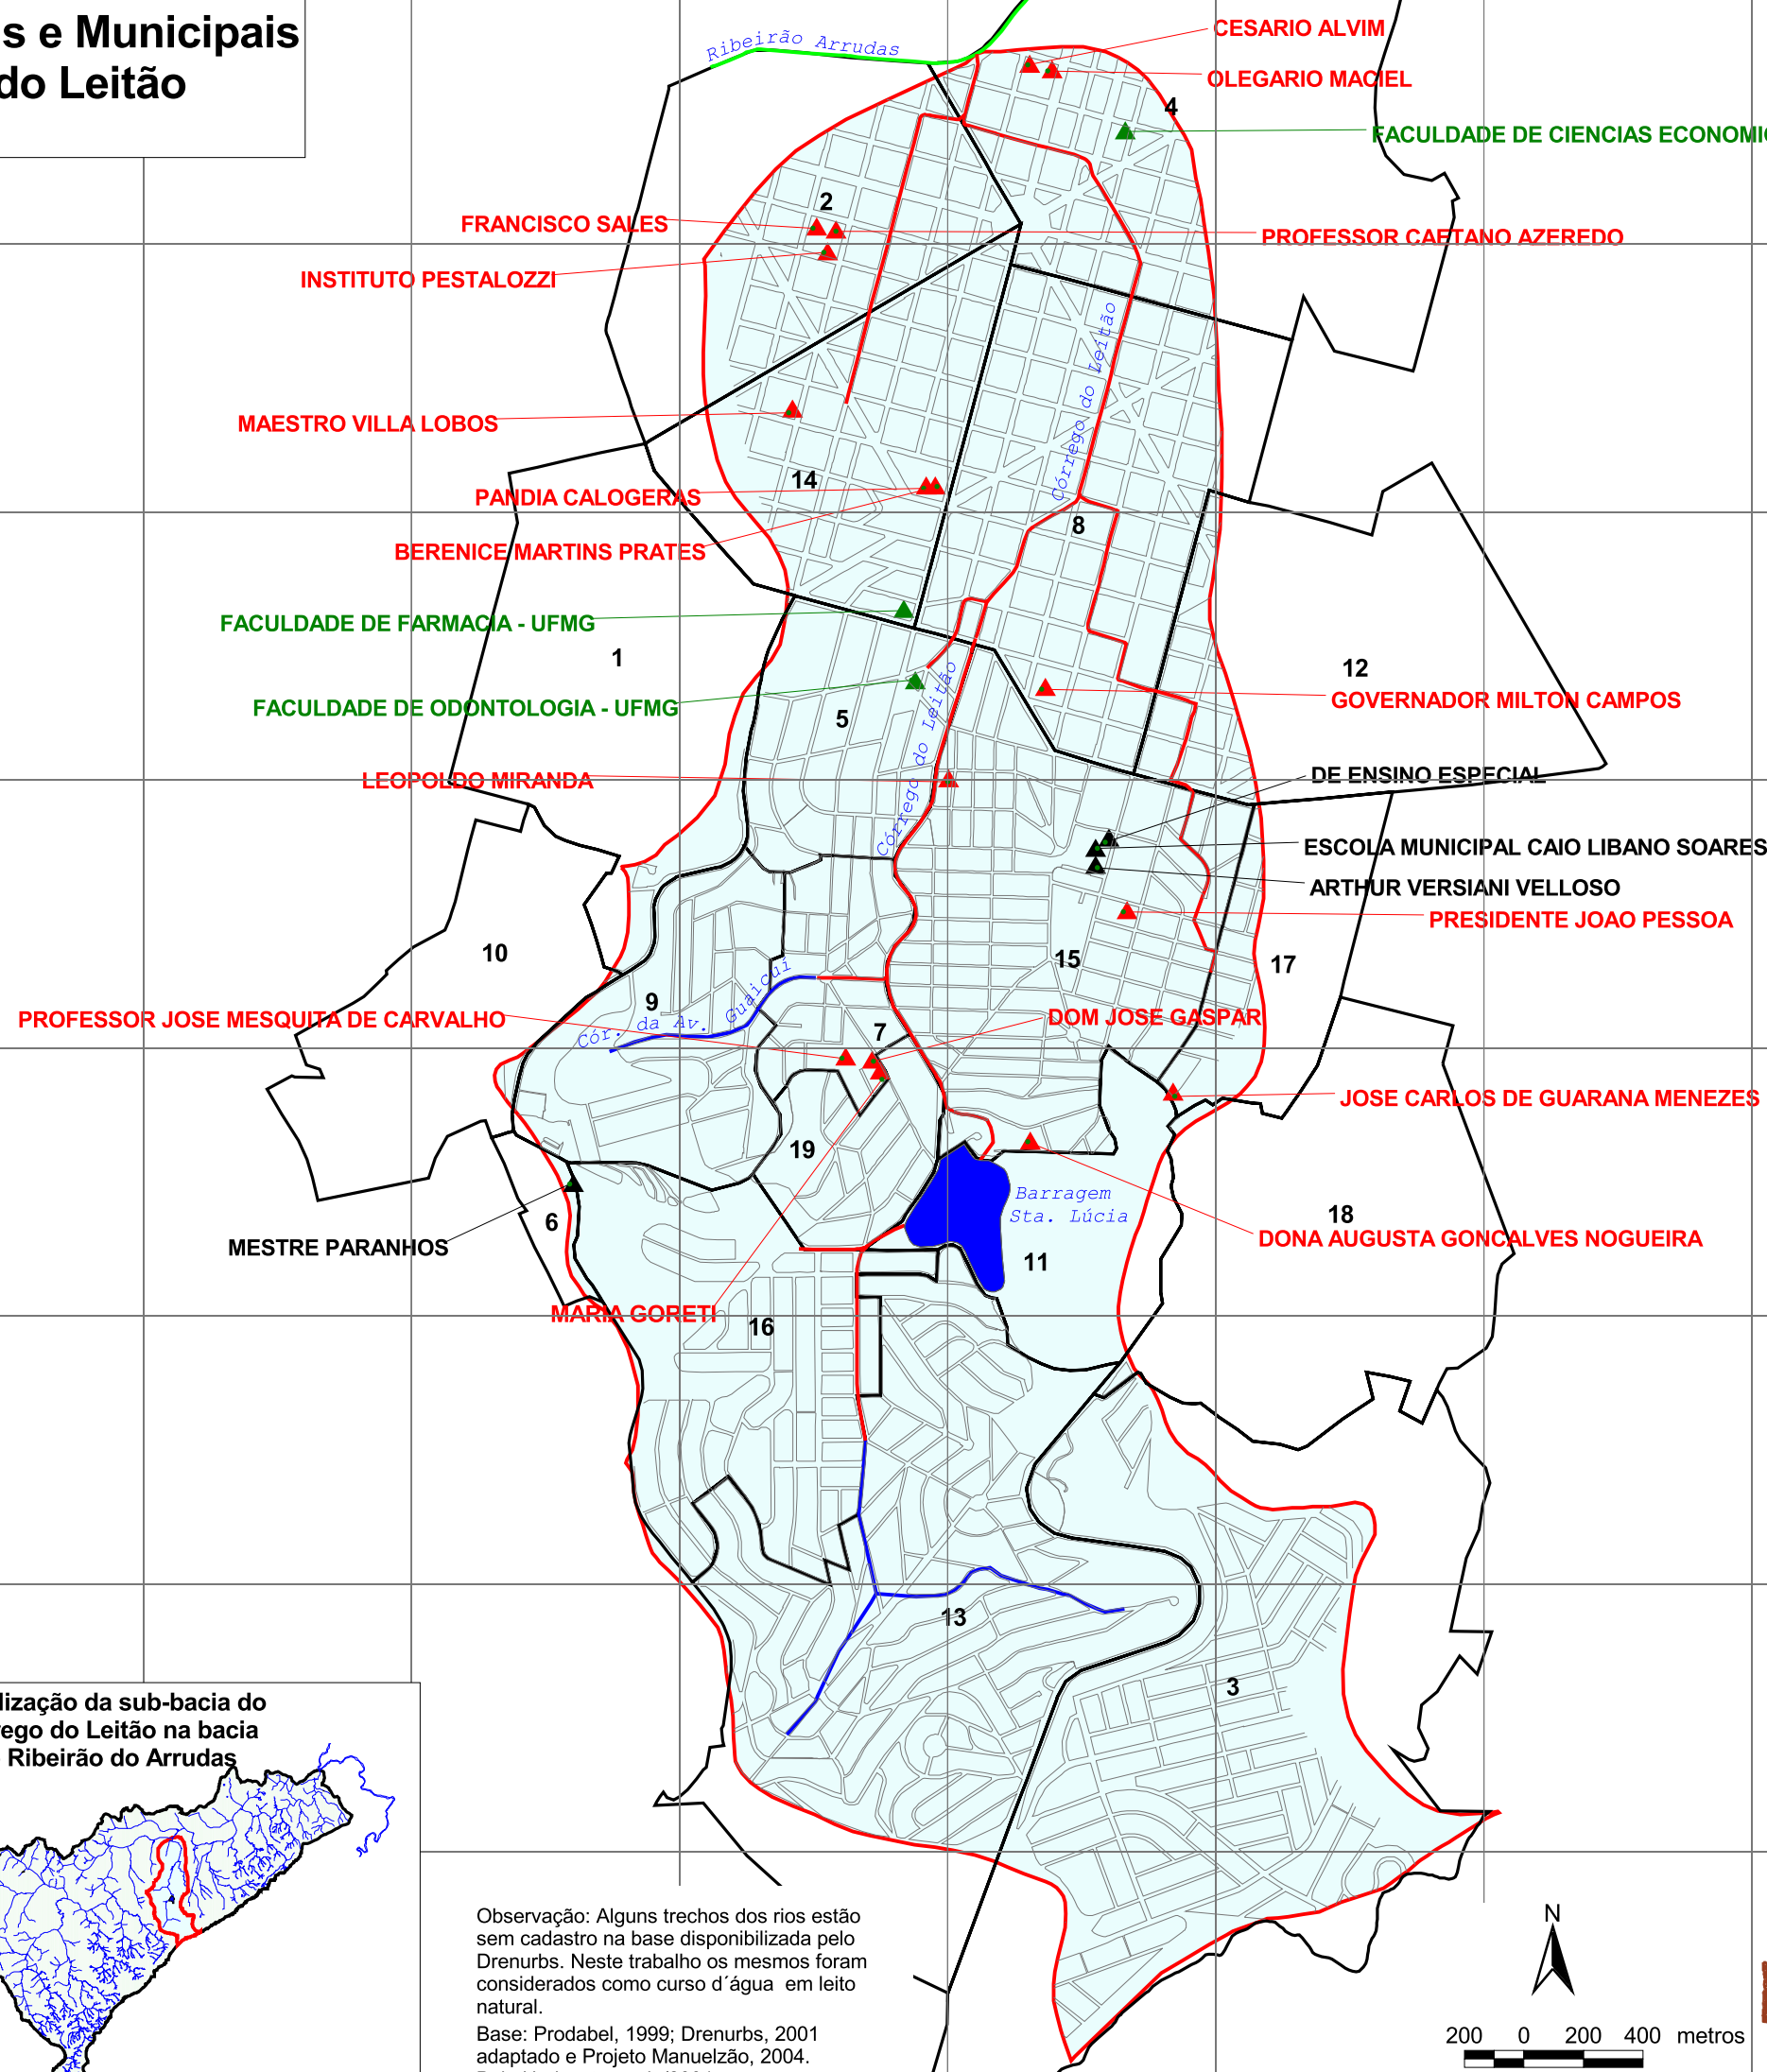 s e Municipais
do Leitão
Ribeirão Arrudas
CESARIO ALVIM
OLEGARIO MACIEL
4
FACULDADE DE CIENCIAS ECONOMIC
2
FRANCISCO SALES
PROFESSOR CAETANO AZEREDO
INSTITUTO PESTALOZZI
Córrego do Leitão
MAESTRO VILLA LOBOS
14
PANDIA CALOGERAS
8
BERENICE MARTINS PRATES
FACULDADE DE FARMACIA - UFMG
1
12
GOVERNADOR MILTON CAMPOS
FACULDADE DE ODONTOLOGIA - UFMG
5
Córrego do Leitão
LEOPOLDO MIRANDA
DE ENSINO ESPECIAL
ESCOLA MUNICIPAL CAIO LIBANO SOARES
ARTHUR VERSIANI VELLOSO
PRESIDENTE JOAO PESSOA
10
15
17
9
Cór. da Av. Guaicuí
PROFESSOR JOSE MESQUITA DE CARVALHO
7
DOM JOSE GASPAR
JOSE CARLOS DE GUARANA MENEZES
19
Barragem
Sta. Lúcia
6
18
MESTRE PARANHOS
DONA AUGUSTA GONCALVES NOGUEIRA
11
MARIA GORETI
16
13
3
lização da sub-bacia do
ego do Leitão na bacia
Ribeirão do Arrudas
Observação: Alguns trechos dos rios estão
sem cadastro na base disponibilizada pelo
Drenurbs. Neste trabalho os mesmos foram
considerados como curso d´água em leito
natural.
Base: Prodabel, 1999; Drenurbs, 2001
adaptado e Projeto Manuelzão, 2004.
N
200 0 200 400 metros